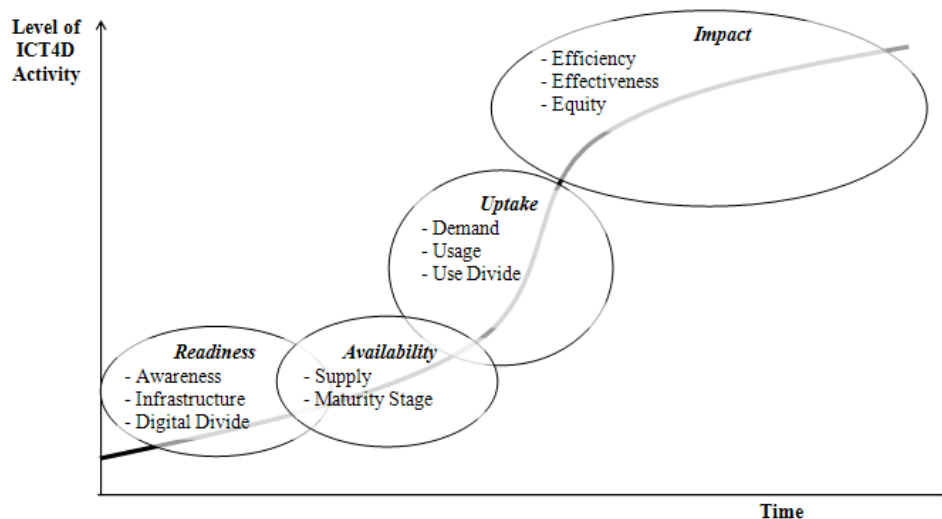 Level of
ICT4D
Activity
Impact
- Efficiency
- Effectiveness
- Equity
Uptake
- Demand
- Usage
- Use Divide
Readiness
- Awareness
- Infrastructure
- Digital Divide
Availability
- Supply
- Maturity Stage
Time